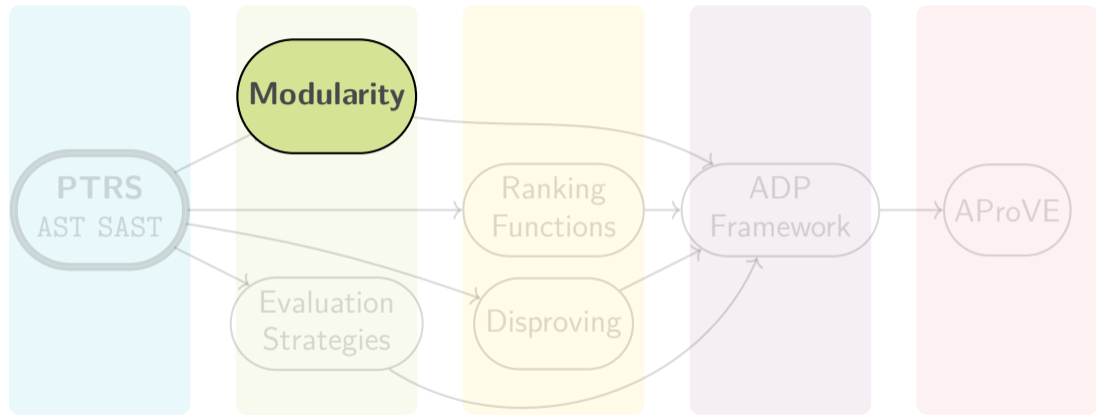 Modularity
PTRS
AST SAST
Ranking
Functions
ADP
Framework
AProVE
Evaluation
Strategies
Disproving